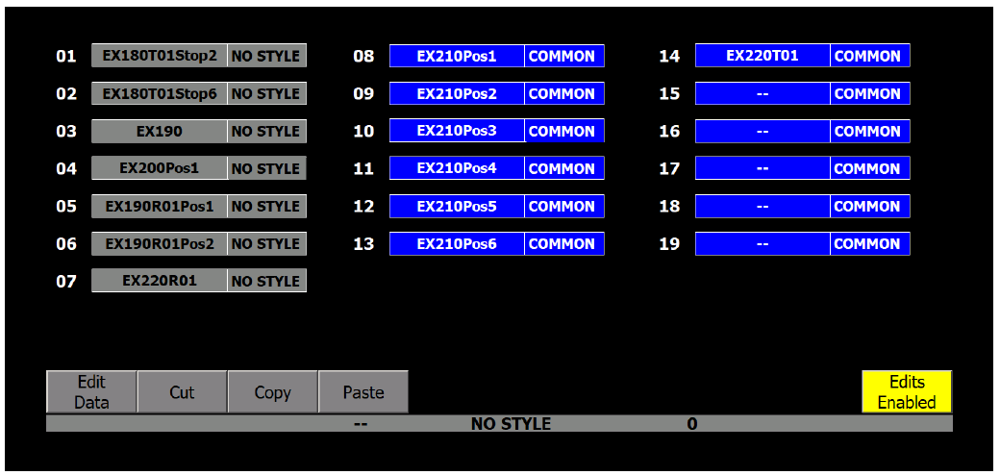 01 EX180T01Stop2 NO STYLE 08 EX210Pos1 COMMON 14 EX220T01 COMMON
02 EX180T01Stop6 NO STYLE 09 EX210Pos2 COMMON 15 -- COMMON
03 EX190 NO STYLE 10 EX210Pos3 COMMON 16 -- COMMON
04 EX200Pos1 NO STYLE 11 EX210Pos4 COMMON 17 -- COMMON
05 EX190R01Pos1 NO STYLE 12 EX210Pos5 COMMON 18 -- COMMON
06 EX190R01Pos2 NO STYLE 13 EX210Pos6 COMMON 19 -- COMMON
07 EX220R01 NO STYLE
Edit
Data
Cut
Copy
Paste
Edits
Enabled
-- NO STYLE 0